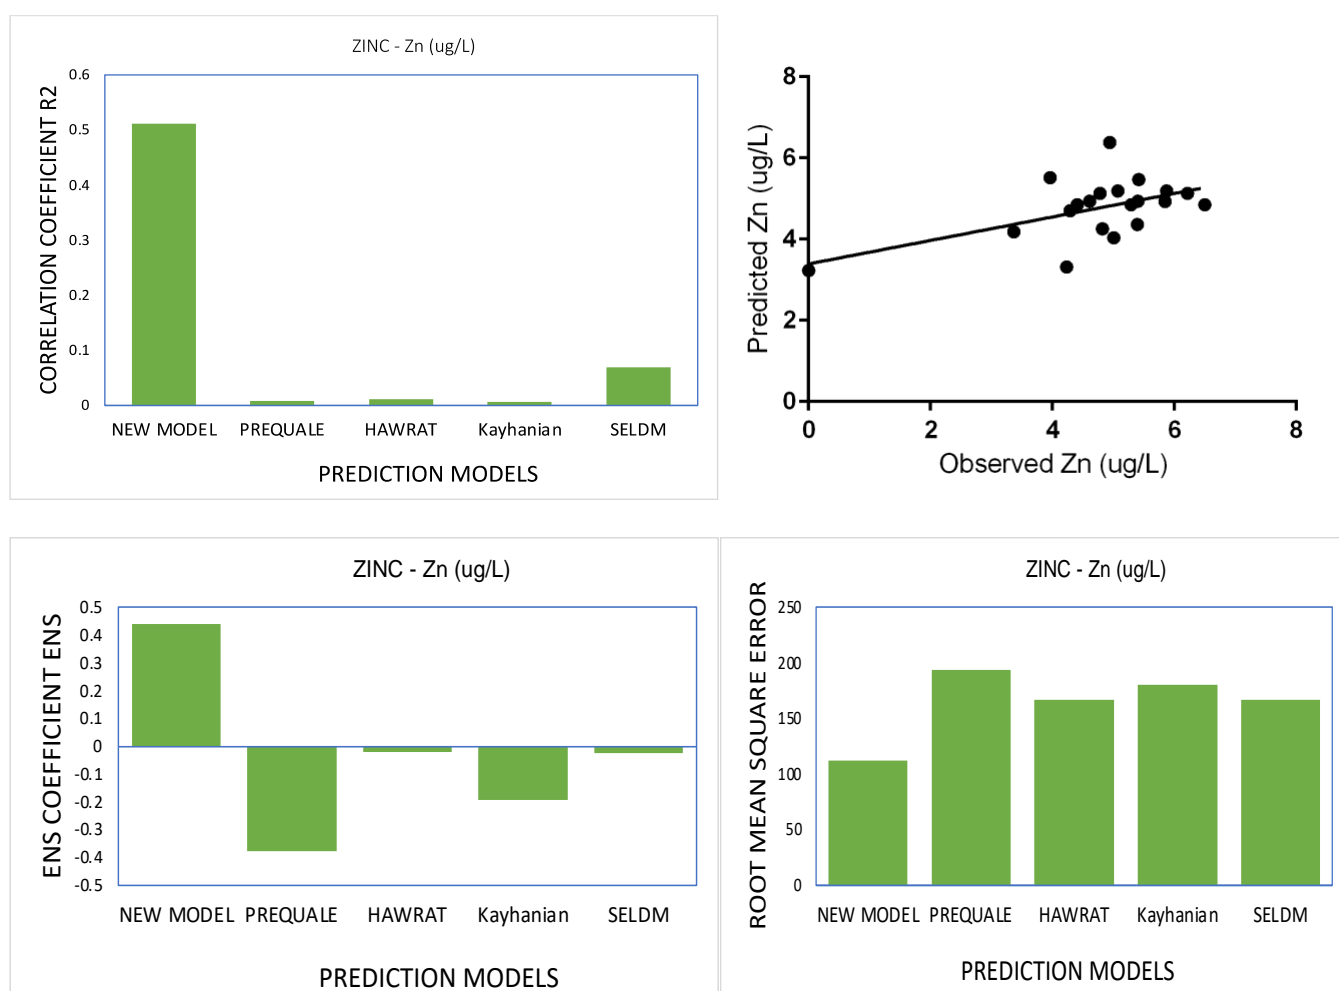 ZINC - Zn (ug/L)
CORRELATION COEFFICIENT R2
0.6
0.5
0.4
0.3
0.2
0.1
0
NEW MODEL PREQUALE HAWRAT Kayhanian SELDM
PREDICTION MODELS
Predicted Zn (ug/L)
8
6
4
2
0
0 2 4 6 8
Observed Zn (ug/L)
ZINC - Zn (ug/L)
ENS COEFFICIENT ENS
0.5
0.4
0.3
0.2
0.1
0
-0.1
-0.2
-0.3
-0.4
-0.5
NEW MODEL PREQUALE HAWRAT Kayhanian SELDM
PREDICTION MODELS
ZINC - Zn (ug/L)
ROOT MEAN SQUARE ERROR
250
200
150
100
50
0
NEW MODEL PREQUALE HAWRAT Kayhanian SELDM
PREDICTION MODELS